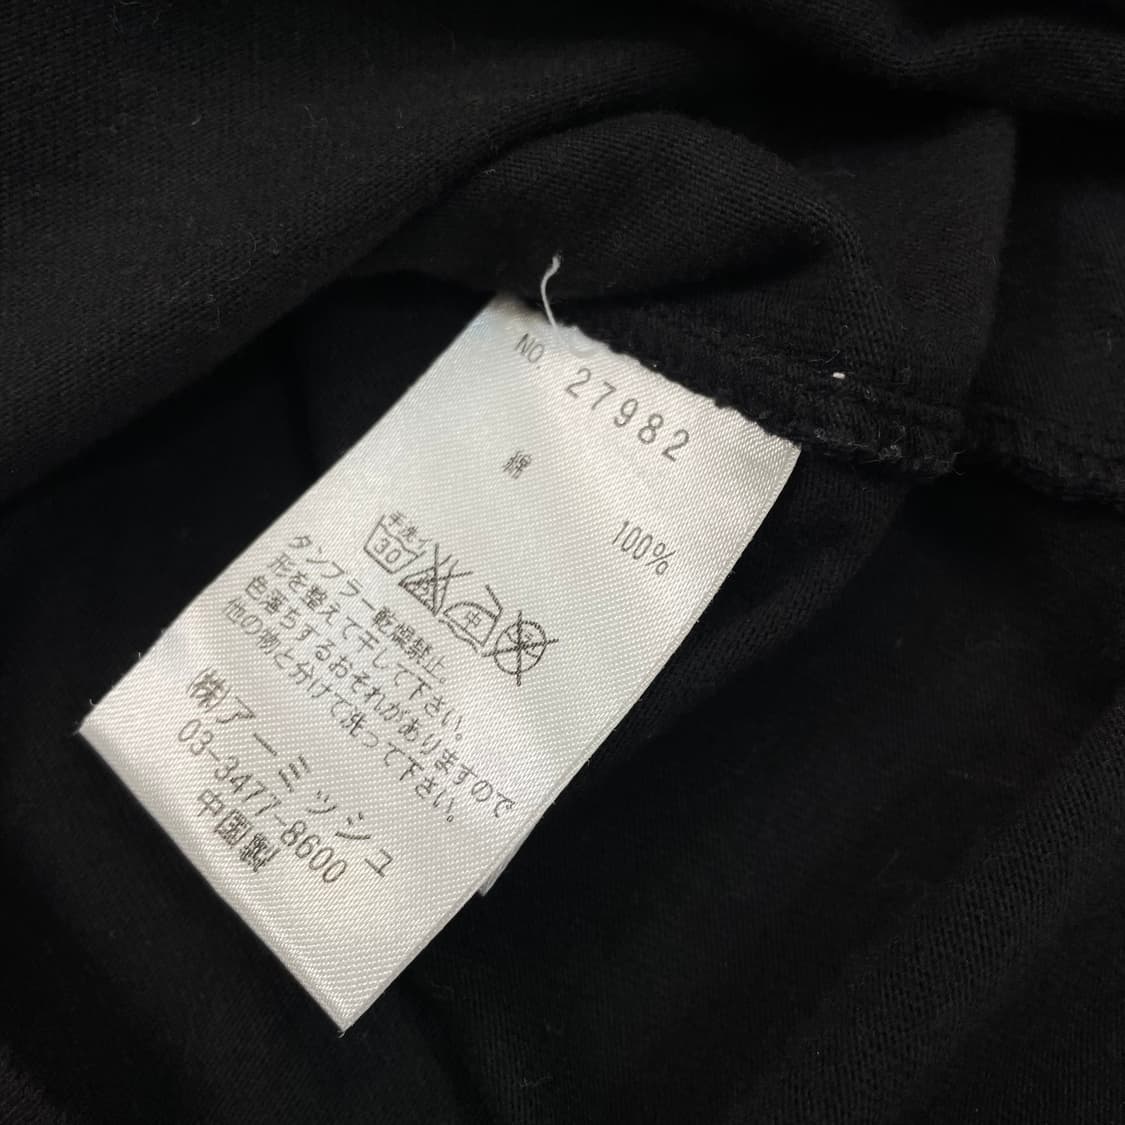 NO. 27982
綿 100%
手洗イ
30 中
タンブラー乾燥禁止。
形を整えて干して下さい。
色落ちするおそれがありますので
他の物と分けて洗って下さい。
(株)アーミッシュ
03-3477-8600
中国製